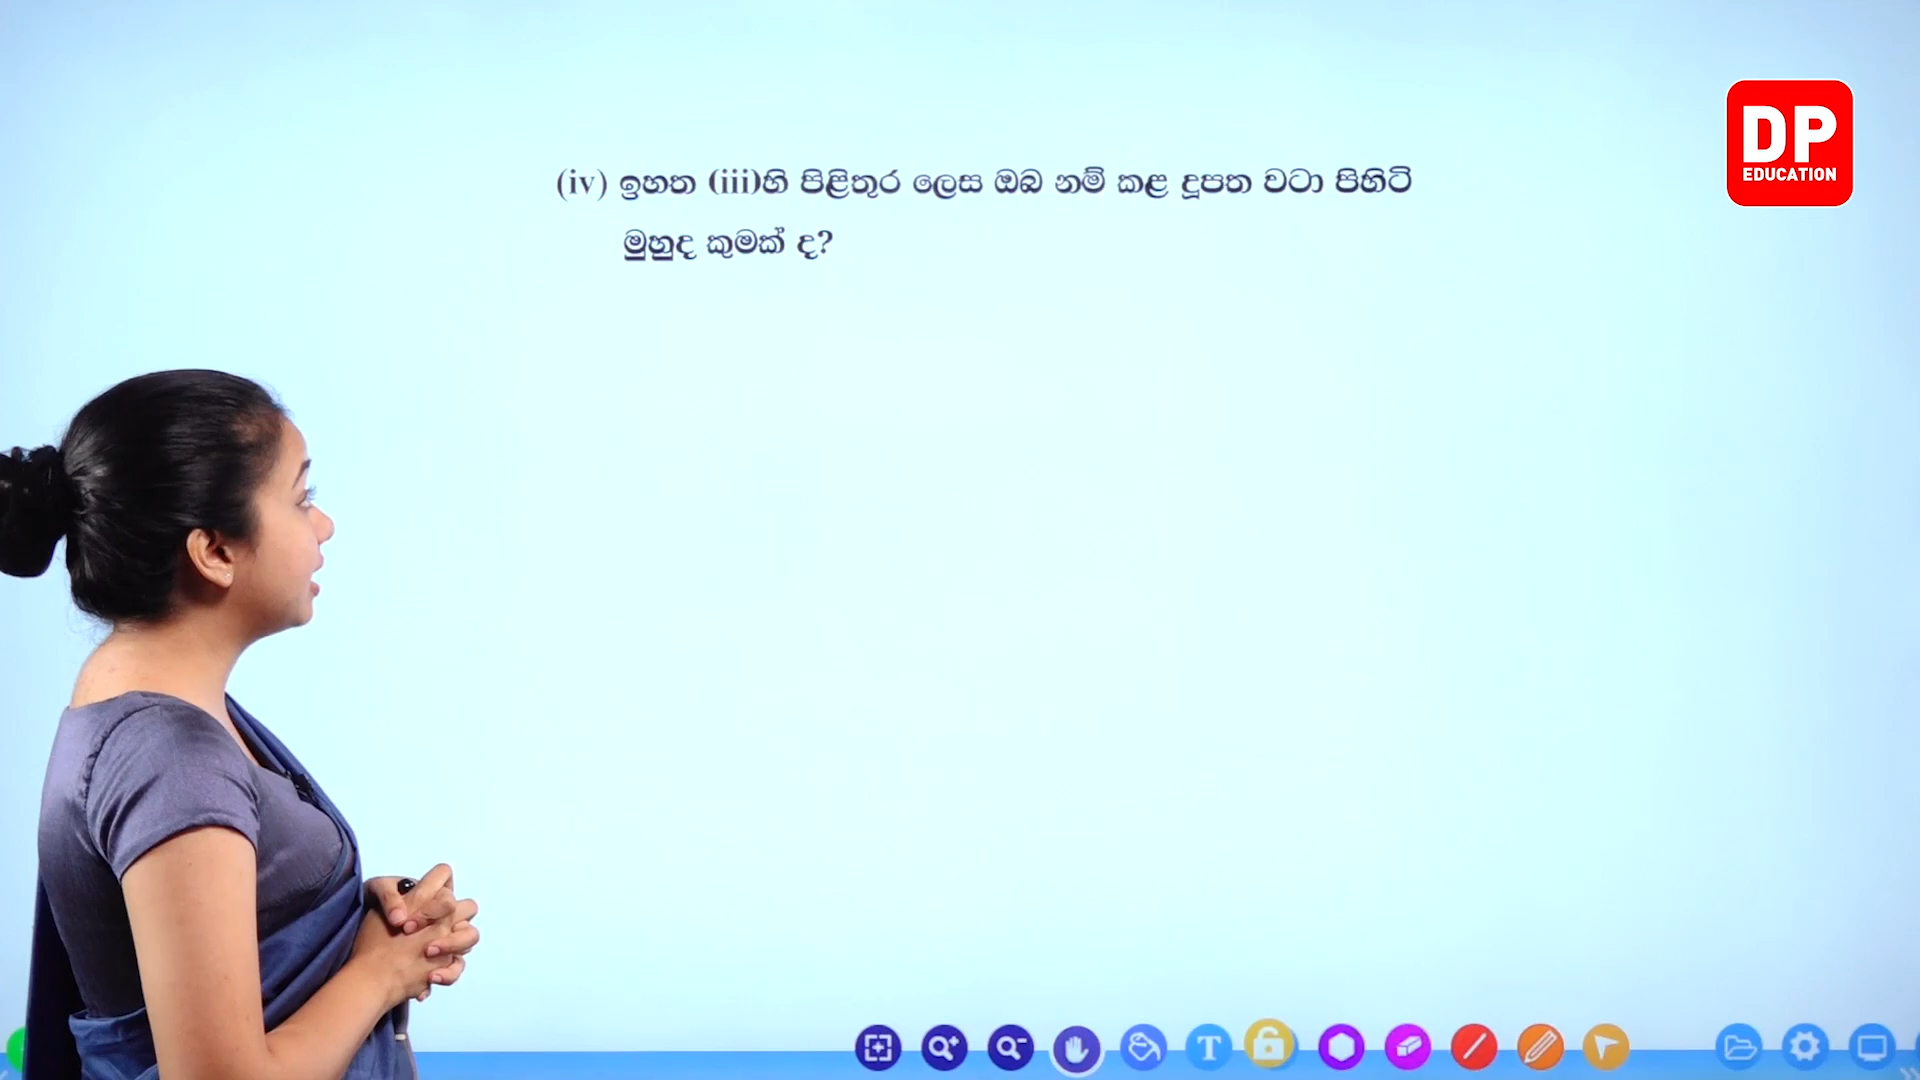 DP
EDUCATION
(iv) ඉහත (iii)හි පිළිතුර ලෙස ඔබ නම් කළ දූපත වටා පිහිටි
මුහුද කුමක් ද?
T